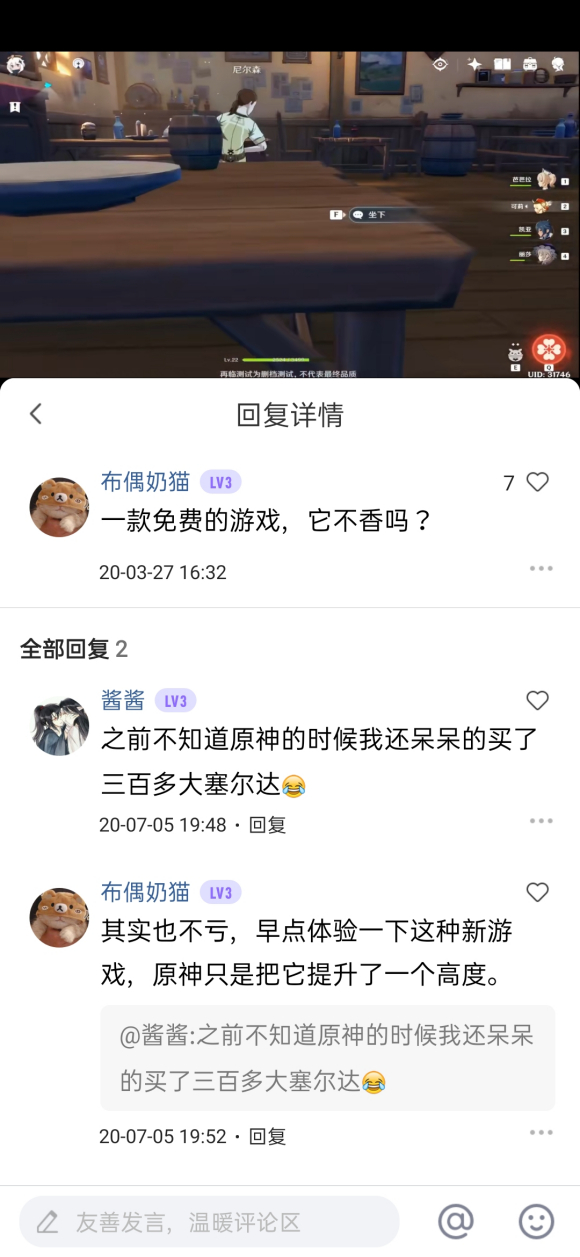 尼尔森
芭芭拉
1
可莉
2
凯亚
3
丽莎
4
F
坐下
Lv.22
再临测试为删档测试，不代表最终品质
E
Q
UID: 31746
回复详情
布偶奶猫 LV3
7
一款免费的游戏，它不香吗？
20-03-27 16:32
全部回复 2
酱酱 LV3
之前不知道原神的时候我还呆呆的买了
三百多大塞尔达😂
20-07-05 19:48 · 回复
布偶奶猫 LV3
其实也不亏，早点体验一下这种新游
戏，原神只是把它提升了一个高度。
@酱酱:之前不知道原神的时候我还呆呆
的买了三百多大塞尔达😂
20-07-05 19:52 · 回复
友善发言，温暖评论区